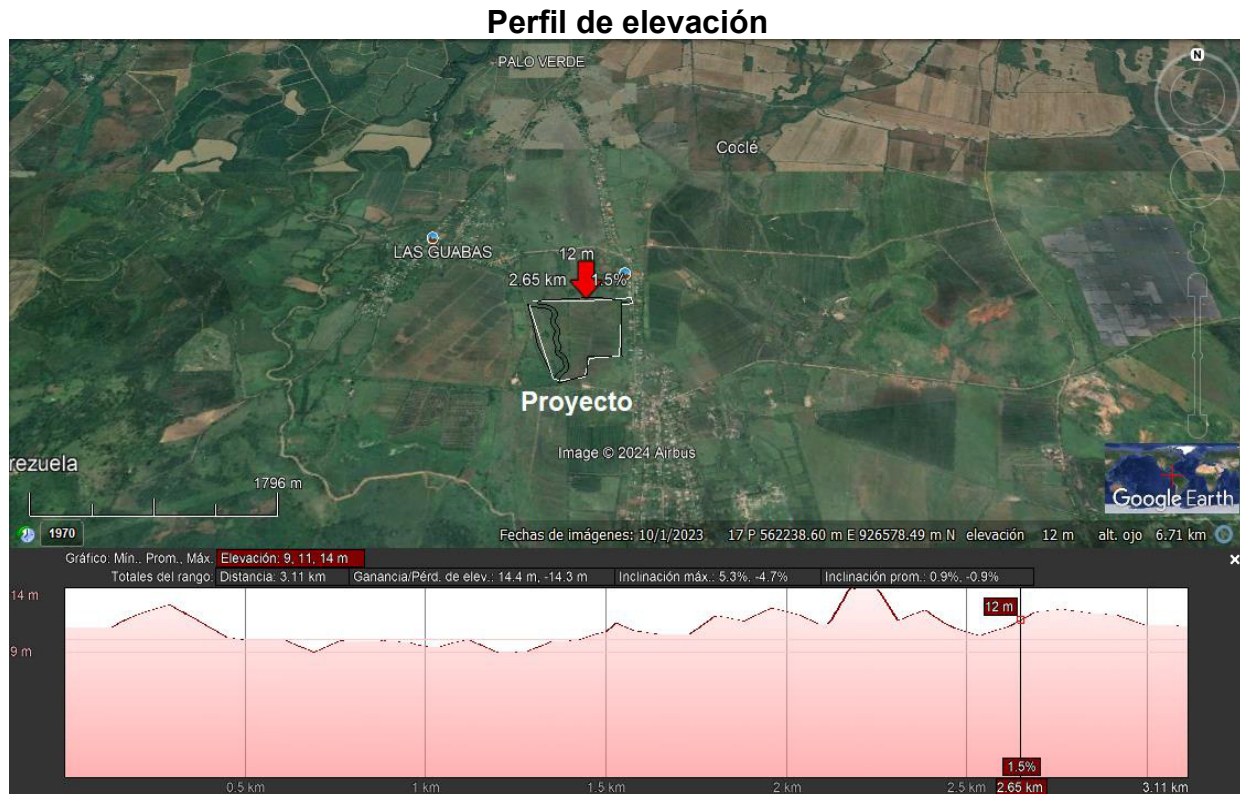 Perfil de elevación
PALO VERDE
N
Coclé
LAS GUABAS
12 m
2.65 km 1.5%
Proyecto
Image © 2024 Airbus
rezuela
1796 m
Google Earth
1970
Fechas de imágenes: 10/1/2023 17 P 562238.60 m E 926578.49 m N elevación 12 m alt. ojo 6.71 km
Gráfico: Mín., Prom., Máx. Elevación: 9, 11, 14 m
Totales del rango: Distancia: 3.11 km Ganancia/Pérd. de elev.: 14.4 m, -14.3 m Inclinación máx.: 5.3%, -4.7% Inclinación prom.: 0.9%, -0.9%
14 m
12 m
9 m
1.5%
0.5 km 1 km 1.5 km 2 km 2.5 km 2.65 km 3.11 km